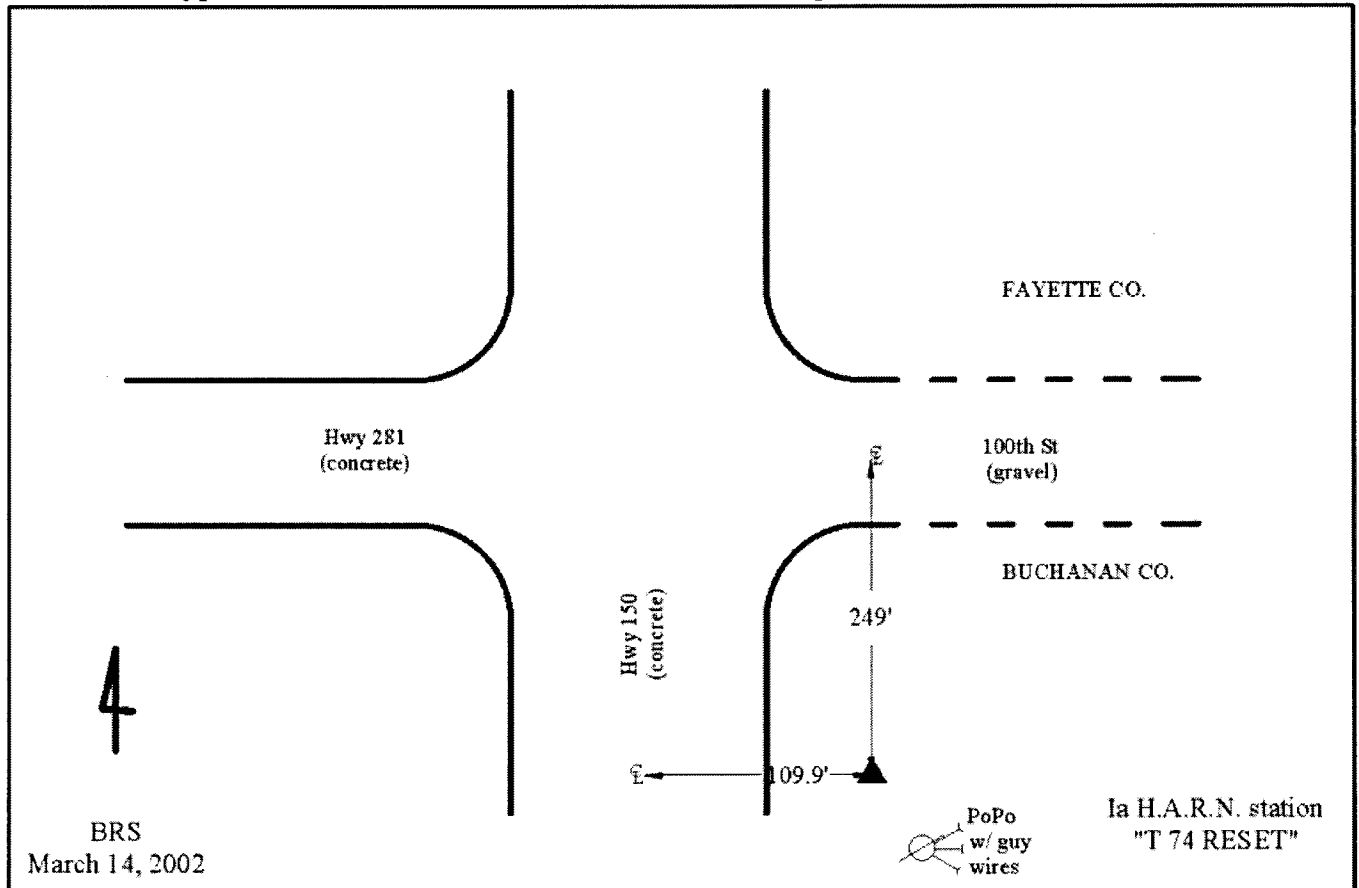 FAYETTE CO.
Hwy 281
(concrete)
100th St
(gravel)
BUCHANAN CO.
Hwy 150
(concrete)
249'
109.9'
BRS
March 14, 2002
PoPo
w/ guy
wires
Ia H.A.R.N. station
"T 74 RESET"